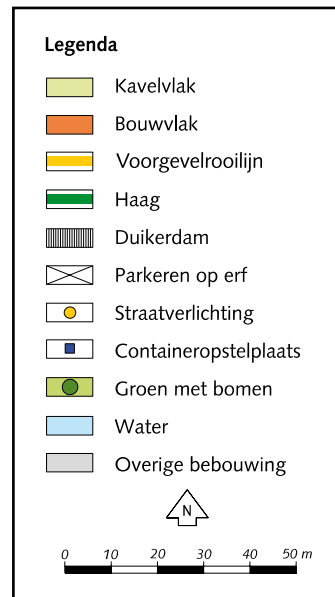 Legenda
Kavelvlak
Bouwvlak
Voorgevelrooilijn
Haag
Duikerdam
Parkeren op erf
Straatverlichting
Containeropstelplaats
Groen met bomen
Water
Overige bebouwing
N
0 10 20 30 40 50 m